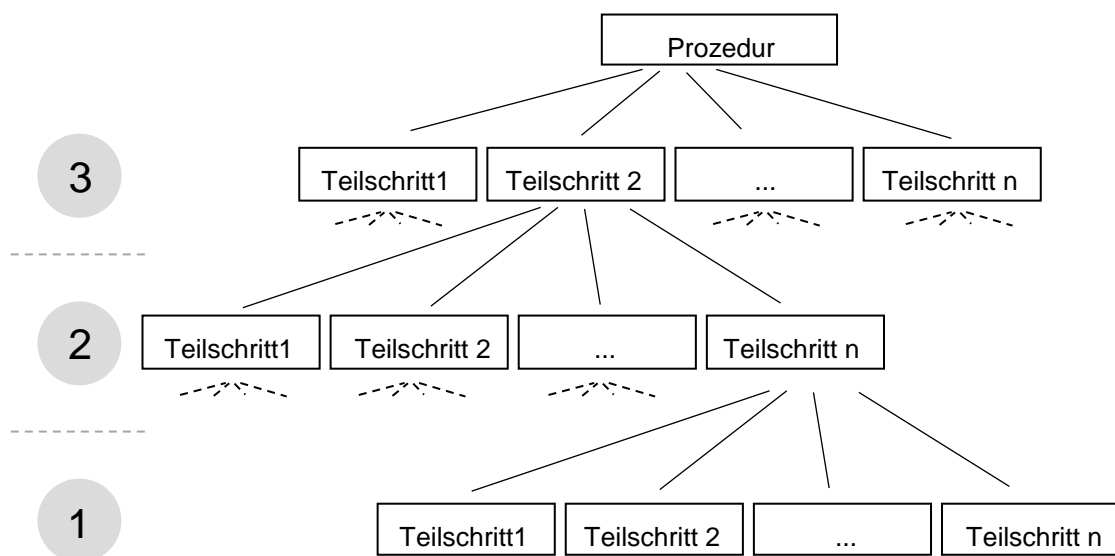 Prozedur
3
Teilschritt1
Teilschritt 2
...
Teilschritt n
2
Teilschritt1
Teilschritt 2
...
Teilschritt n
1
Teilschritt1
Teilschritt 2
...
Teilschritt n